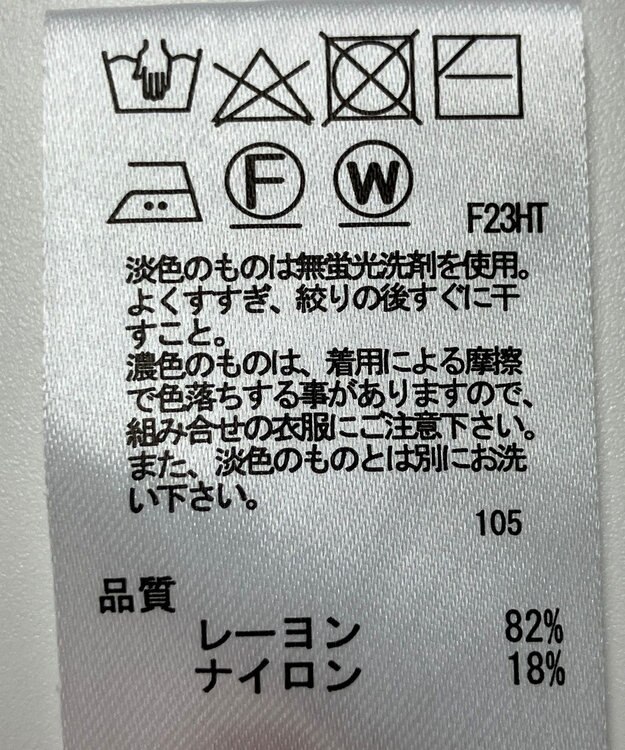 F W F23HT
淡色のものは無蛍光洗剤を使用。
よくすすぎ、絞りの後すぐに干
すこと。
濃色のものは、着用による摩擦
で色落ちする事がありますので、
組み合せの衣服にご注意下さい。
また、淡色のものとは別にお洗
い下さい。
105
品質
レーヨン 82%
ナイロン 18%